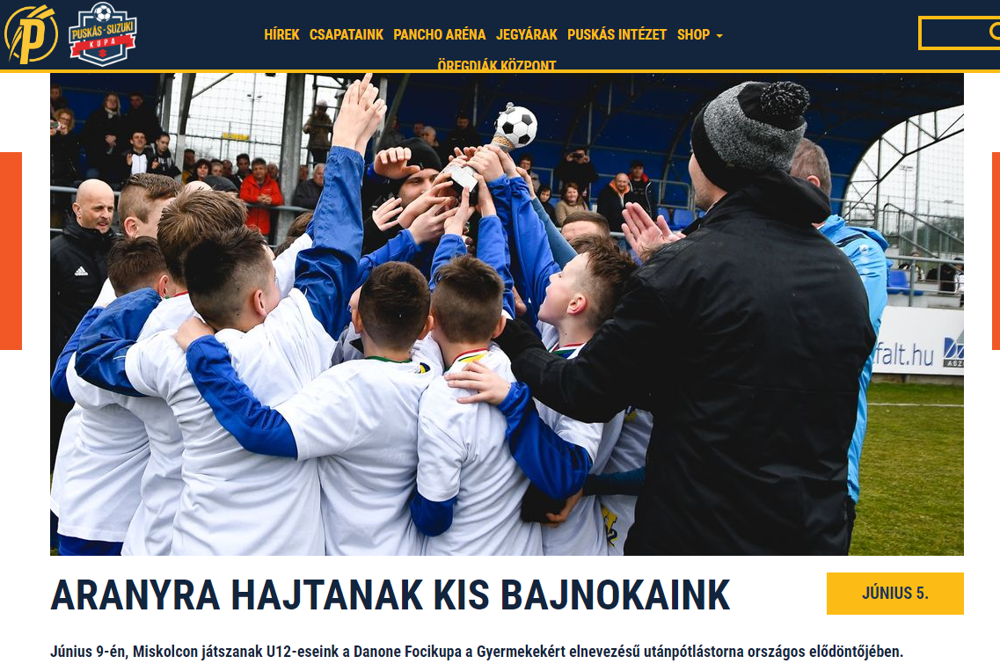 PUSKÁS-SUZUKI
KUPA
HÍREK CSAPATAINK PANCHO ARÉNA JEGYÁRAK PUSKÁS INTÉZET SHOP
ÖREGDIÁK KÖZPONT
falt.hu
ASZ
ARANYRA HAJTANAK KIS BAJNOKAINK
JÚNIUS 5.
Június 9-én, Miskolcon játszanak U12-eseink a Danone Focikupa a Gyermekekért elnevezésű utánpótlástorna országos elődöntőjében.